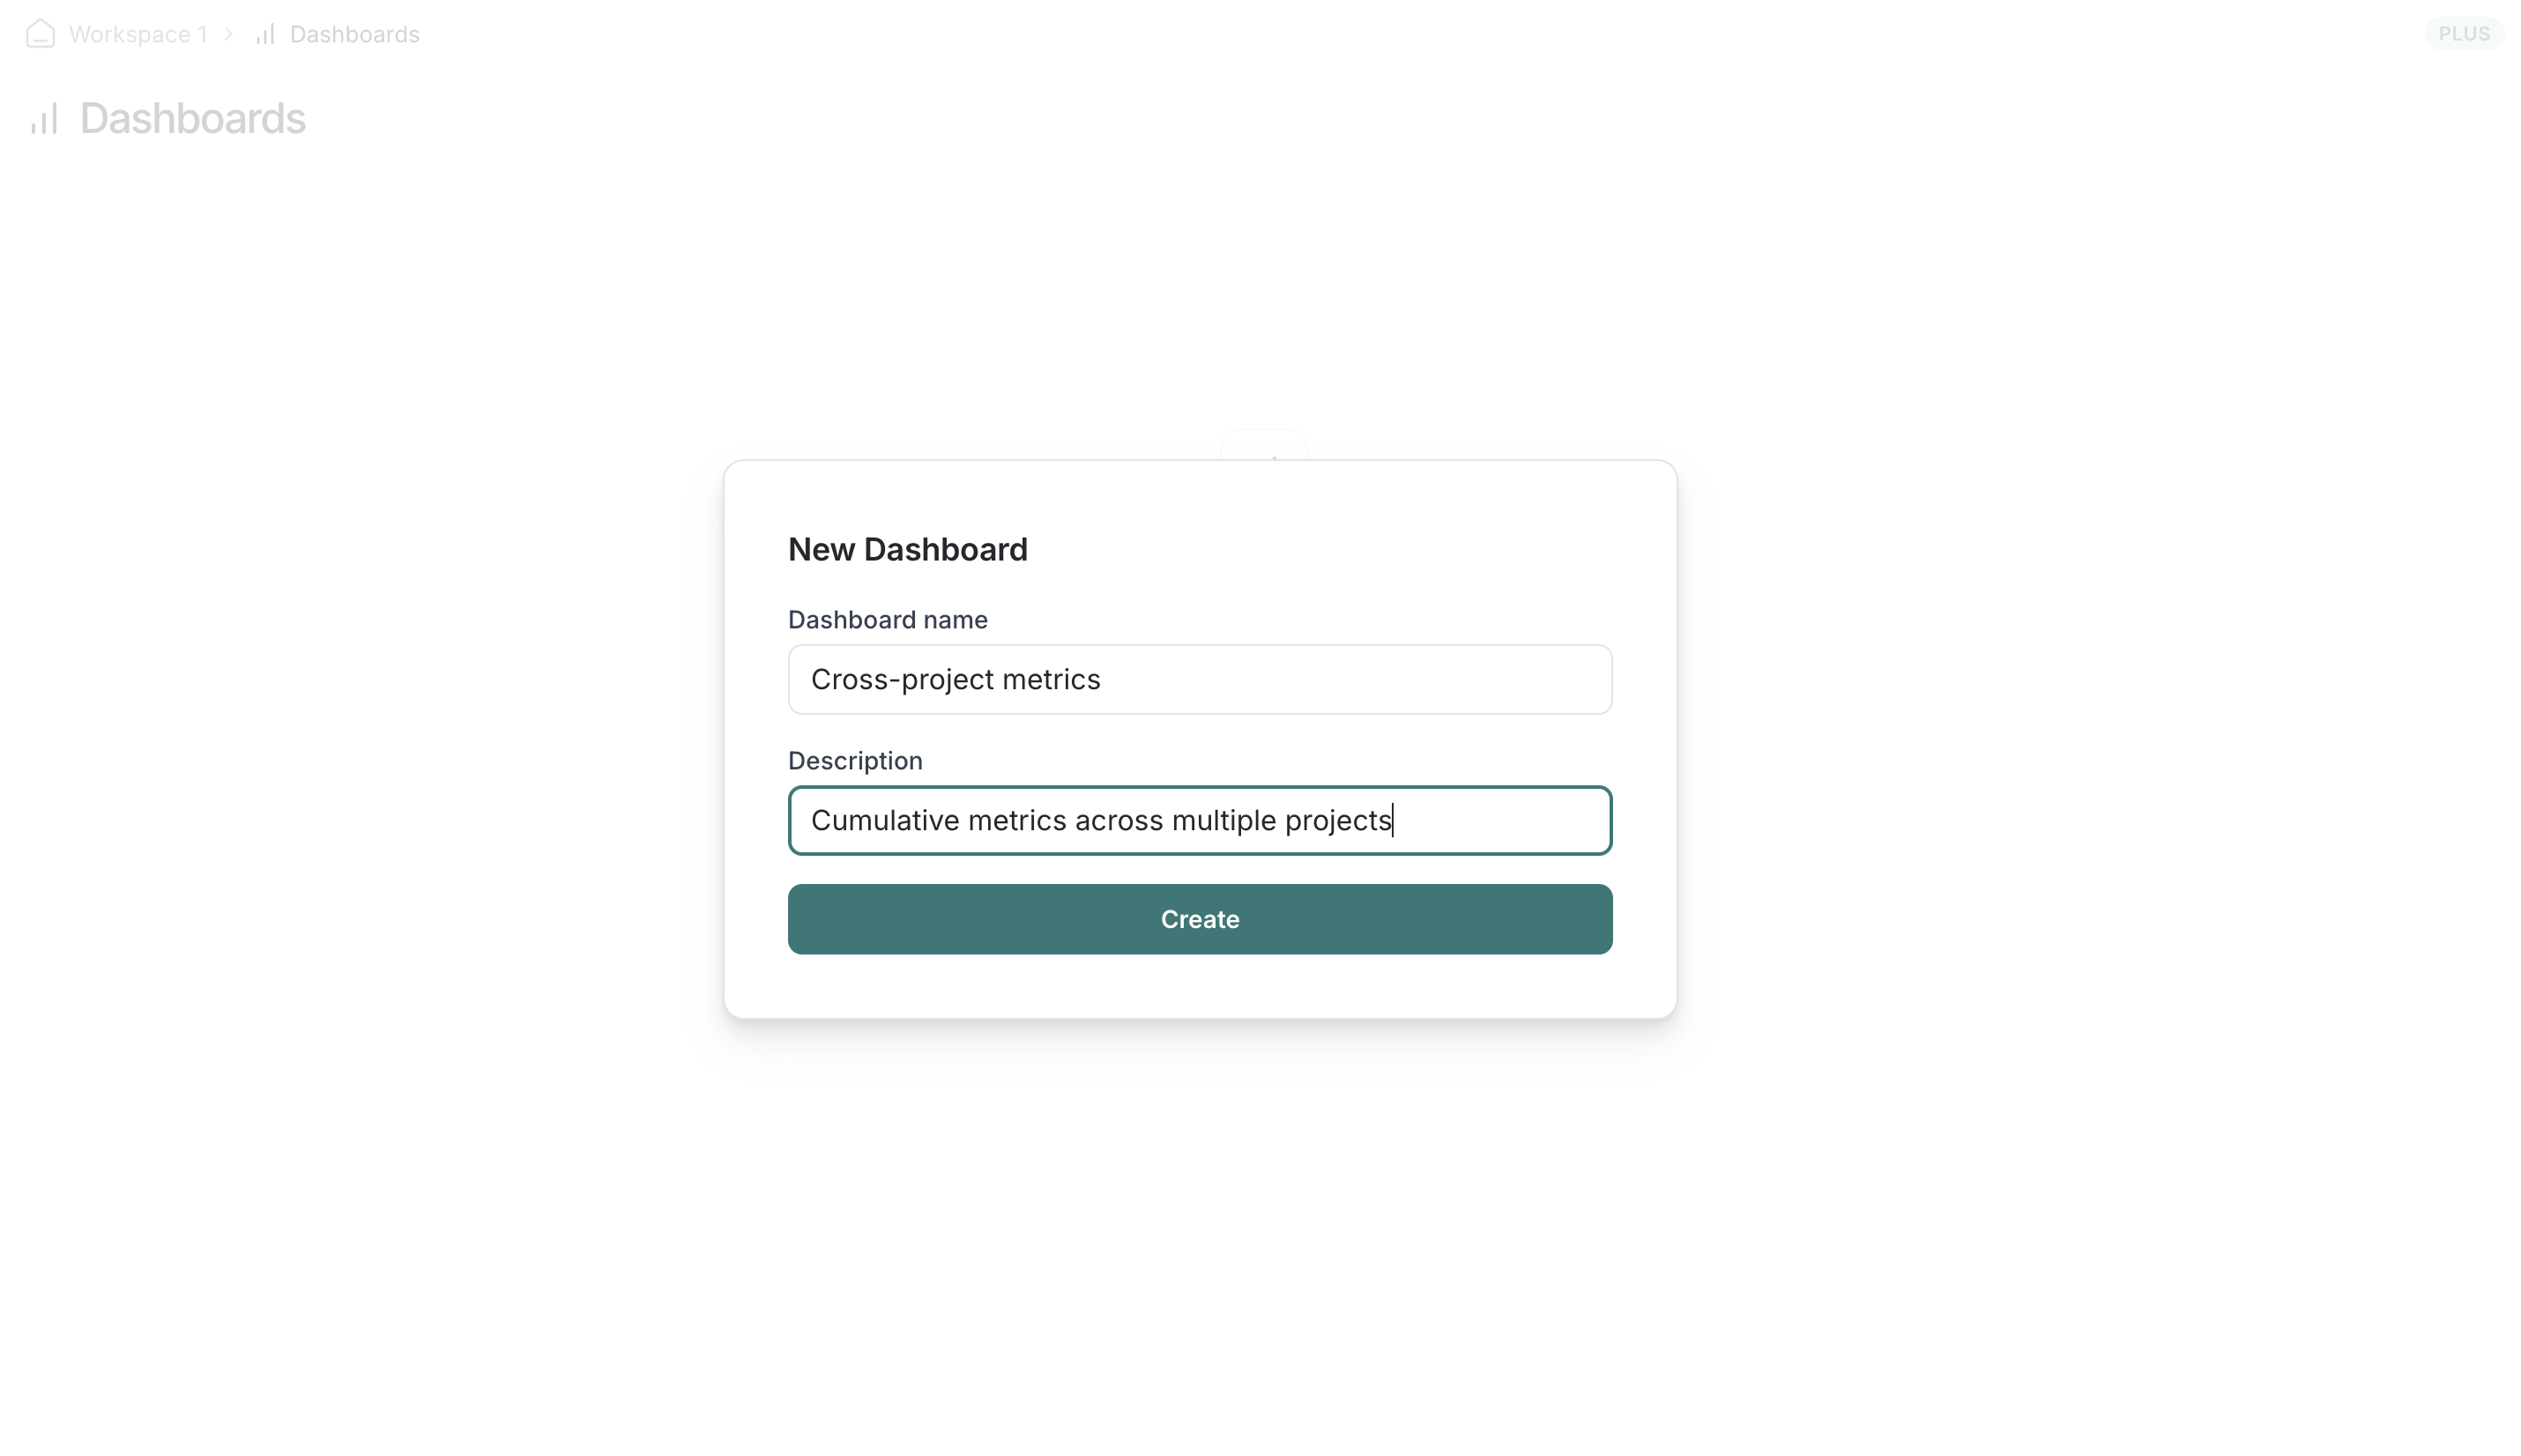 Workspace 1 > Dashboards
PLUS
Dashboards
New Dashboard
Dashboard name
Cross-project metrics
Description
Cumulative metrics across multiple projects
Create